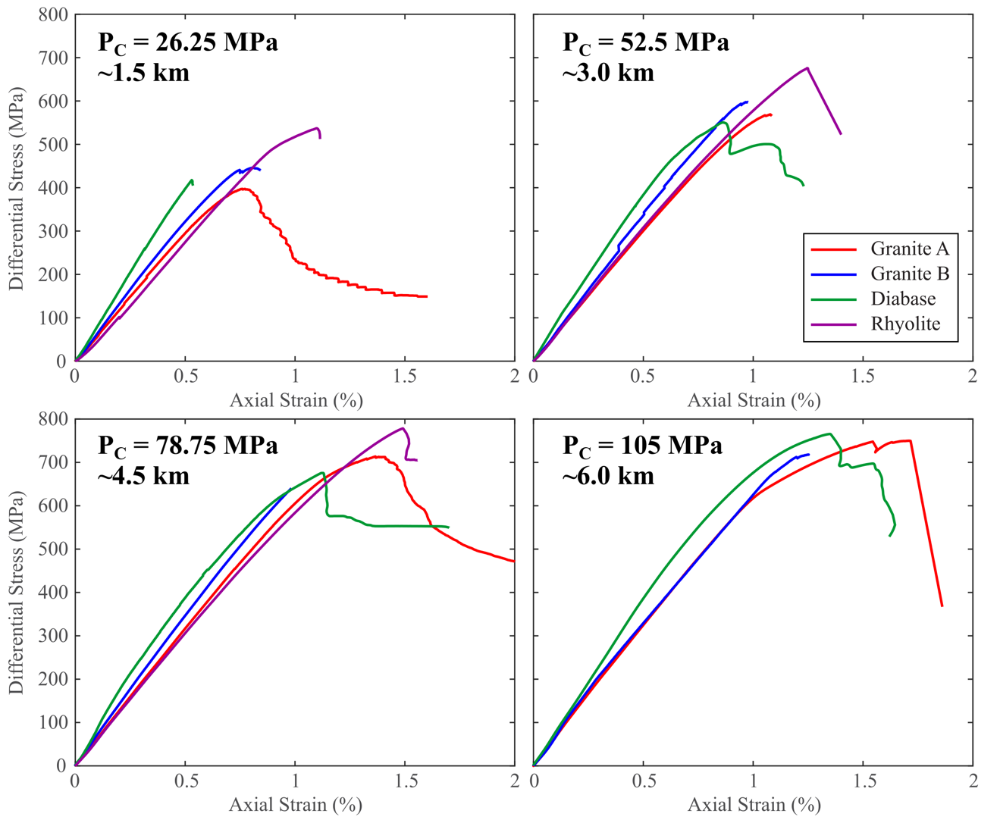 800
700
600
500
400
300
200
100
0
Differential Stress (MPa)
P_C = 26.25 MPa
~1.5 km
0 0.5 1 1.5 2
Axial Strain (%)
P_C = 52.5 MPa
~3.0 km
Granite A
Granite B
Diabase
Rhyolite
0 0.5 1 1.5 2
Axial Strain (%)
800
700
600
500
400
300
200
100
0
Differential Stress (MPa)
P_C = 78.75 MPa
~4.5 km
0 0.5 1 1.5 2
Axial Strain (%)
P_C = 105 MPa
~6.0 km
0 0.5 1 1.5 2
Axial Strain (%)